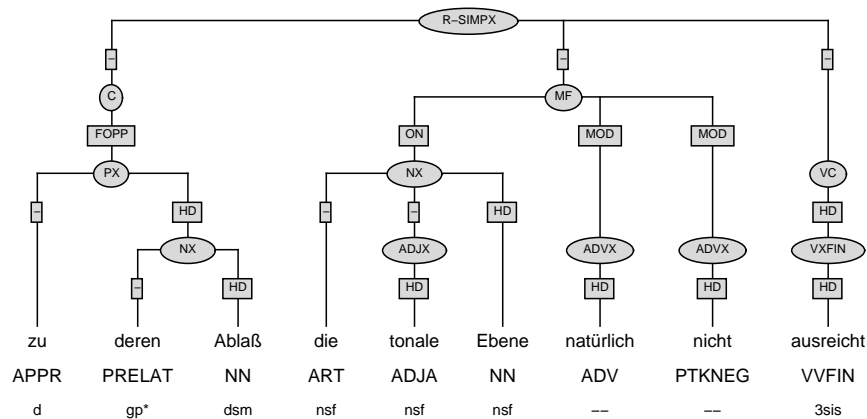 R−SIMPX
− − −
C MF
FOPP ON MOD MOD
PX NX VC
− HD − − HD HD
NX ADJX ADVX ADVX VXFIN
− HD HD HD HD HD
zu deren Ablaß die tonale Ebene natürlich nicht ausreicht
APPR PRELAT NN ART ADJA NN ADV PTKNEG VVFIN
d gp* dsm nsf nsf nsf −− −− 3sis